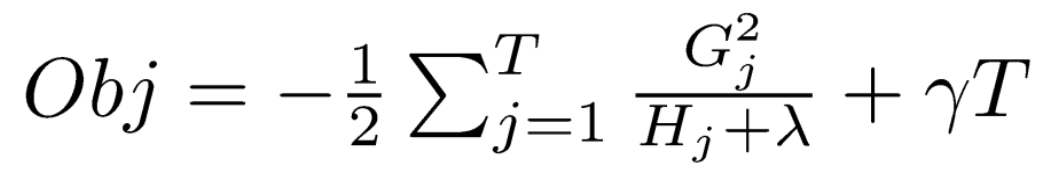 Obj = -\frac{1}{2} \sum_{j=1}^{T} \frac{G_j^2}{H_j+\lambda} + \gamma T